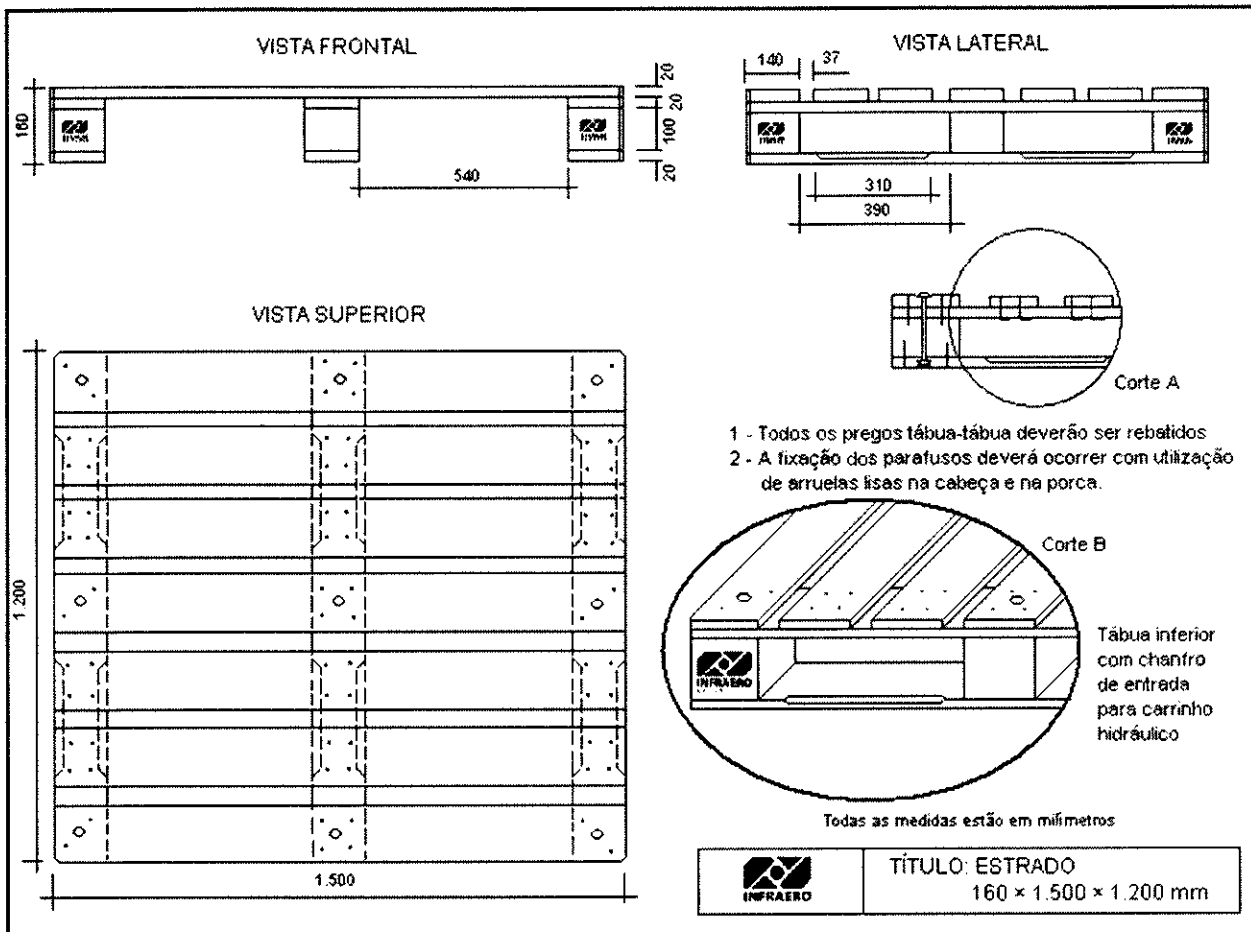 VISTA FRONTAL
20
20
100
20
160
540
VISTA LATERAL
140
37
310
390
VISTA SUPERIOR
1.200
1.500
Corte A
1 - Todos os pregos tábua-tábua deverão ser rebatidos
2 - A fixação dos parafusos deverá ocorrer com utilização
de arruelas lisas na cabeça e na porca.
Corte B
INFRAERO
Tábua inferior
com chanfro
de entrada
para carrinho
hidráulico
Todas as medidas estão em milímetros
INFRAERO
TÍTULO: ESTRADO
160 × 1.500 × 1.200 mm